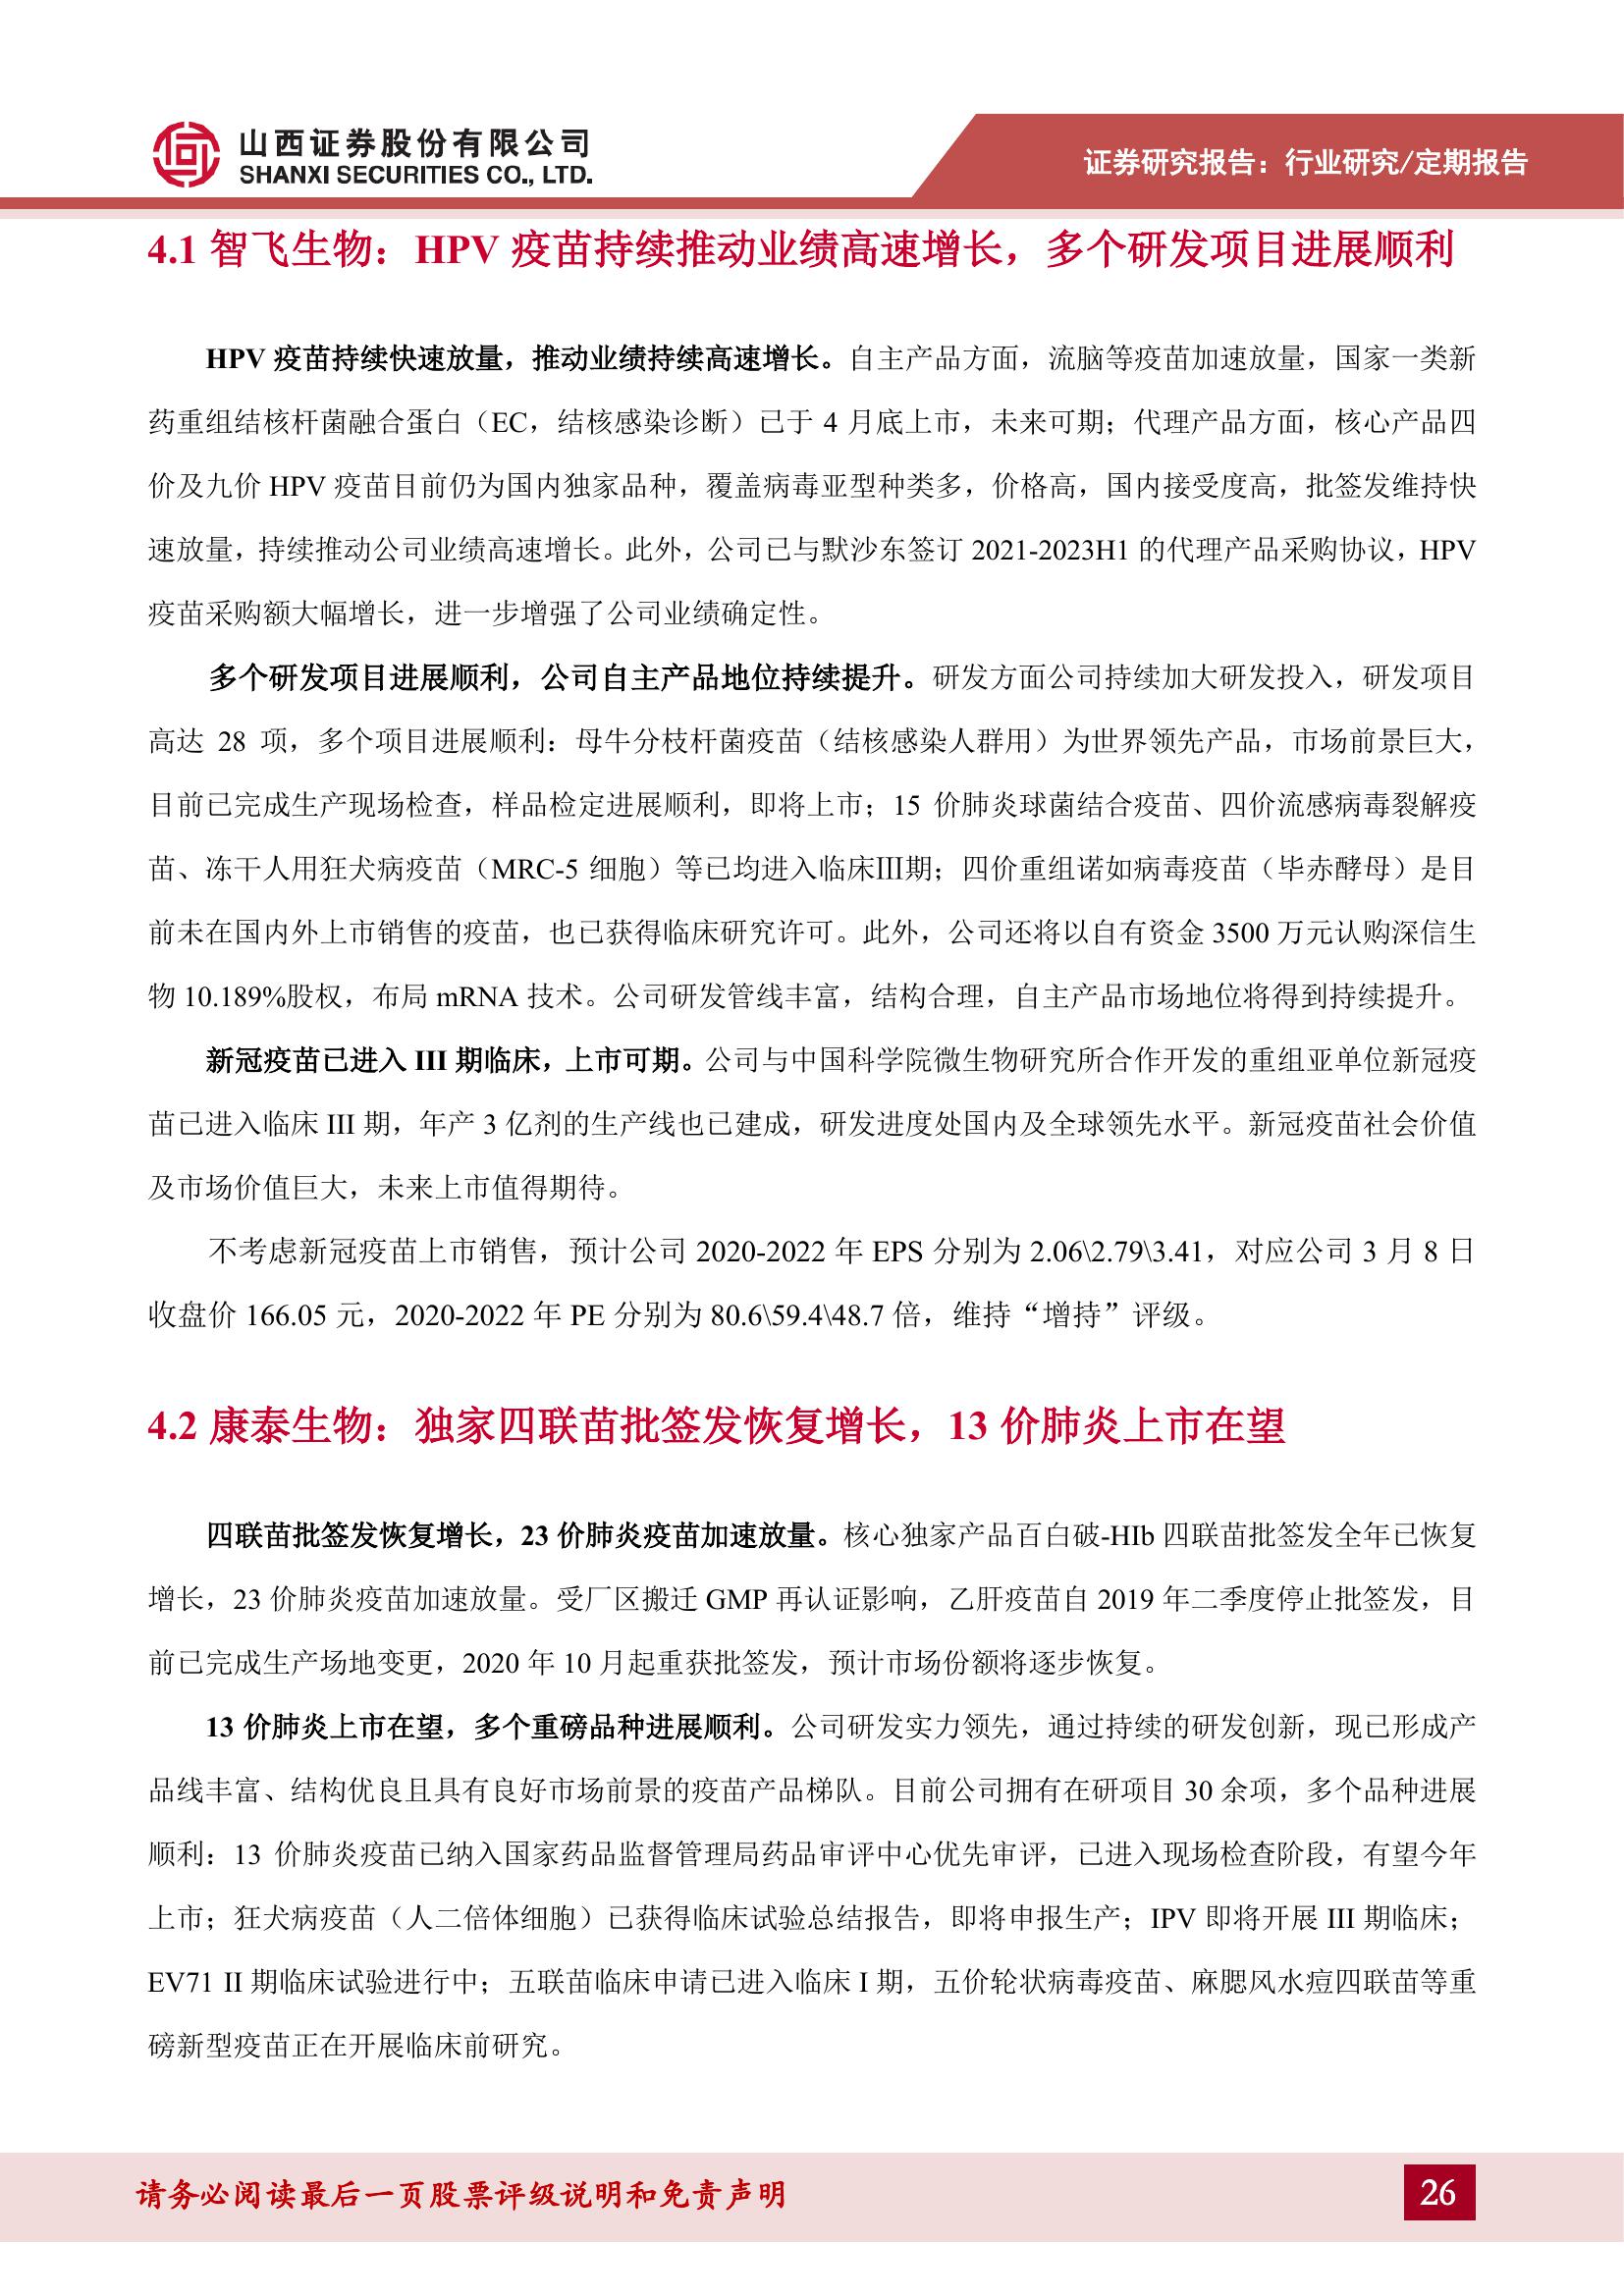 山西证券股份有限公司
SHANXI SECURITIES CO., LTD.
证券研究报告：行业研究/定期报告
4.1 智飞生物：HPV 疫苗持续推动业绩高速增长，多个研发项目进展顺利
HPV 疫苗持续快速放量，推动业绩持续高速增长。自主产品方面，流脑等疫苗加速放量，国家一类新
药重组结核杆菌融合蛋白（EC，结核感染诊断）已于 4 月底上市，未来可期；代理产品方面，核心产品四
价及九价 HPV 疫苗目前仍为国内独家品种，覆盖病毒亚型种类多，价格高，国内接受度高，批签发维持快
速放量，持续推动公司业绩高速增长。此外，公司已与默沙东签订 2021-2023H1 的代理产品采购协议，HPV
疫苗采购额大幅增长，进一步增强了公司业绩确定性。
多个研发项目进展顺利，公司自主产品地位持续提升。研发方面公司持续加大研发投入，研发项目
高达 28 项，多个项目进展顺利：母牛分枝杆菌疫苗（结核感染人群用）为世界领先产品，市场前景巨大，
目前已完成生产现场检查，样品检定进展顺利，即将上市；15 价肺炎球菌结合疫苗、四价流感病毒裂解疫
苗、冻干人用狂犬病疫苗（MRC-5 细胞）等已均进入临床Ⅲ期；四价重组诺如病毒疫苗（毕赤酵母）是目
前未在国内外上市销售的疫苗，也已获得临床研究许可。此外，公司还将以自有资金 3500 万元认购深信生
物 10.189%股权，布局 mRNA 技术。公司研发管线丰富，结构合理，自主产品市场地位将得到持续提升。
新冠疫苗已进入 III 期临床，上市可期。公司与中国科学院微生物研究所合作开发的重组亚单位新冠疫
苗已进入临床 III 期，年产 3 亿剂的生产线也已建成，研发进度处国内及全球领先水平。新冠疫苗社会价值
及市场价值巨大，未来上市值得期待。
不考虑新冠疫苗上市销售，预计公司 2020-2022 年 EPS 分别为 2.06\2.79\3.41，对应公司 3 月 8 日
收盘价 166.05 元，2020-2022 年 PE 分别为 80.6\59.4\48.7 倍，维持“增持”评级。
4.2 康泰生物：独家四联苗批签发恢复增长，13 价肺炎上市在望
四联苗批签发恢复增长，23 价肺炎疫苗加速放量。核心独家产品百白破-HIb 四联苗批签发全年已恢复
增长，23 价肺炎疫苗加速放量。受厂区搬迁 GMP 再认证影响，乙肝疫苗自 2019 年二季度停止批签发，目
前已完成生产场地变更，2020 年 10 月起重获批签发，预计市场份额将逐步恢复。
13 价肺炎上市在望，多个重磅品种进展顺利。公司研发实力领先，通过持续的研发创新，现已形成产
品线丰富、结构优良且具有良好市场前景的疫苗产品梯队。目前公司拥有在研项目 30 余项，多个品种进展
顺利：13 价肺炎疫苗已纳入国家药品监督管理局药品审评中心优先审评，已进入现场检查阶段，有望今年
上市；狂犬病疫苗（人二倍体细胞）已获得临床试验总结报告，即将申报生产；IPV 即将开展 III 期临床；
EV71 II 期临床试验进行中；五联苗临床申请已进入临床 I 期，五价轮状病毒疫苗、麻腮风水痘四联苗等重
磅新型疫苗正在开展临床前研究。
请务必阅读最后一页股票评级说明和免责声明
26